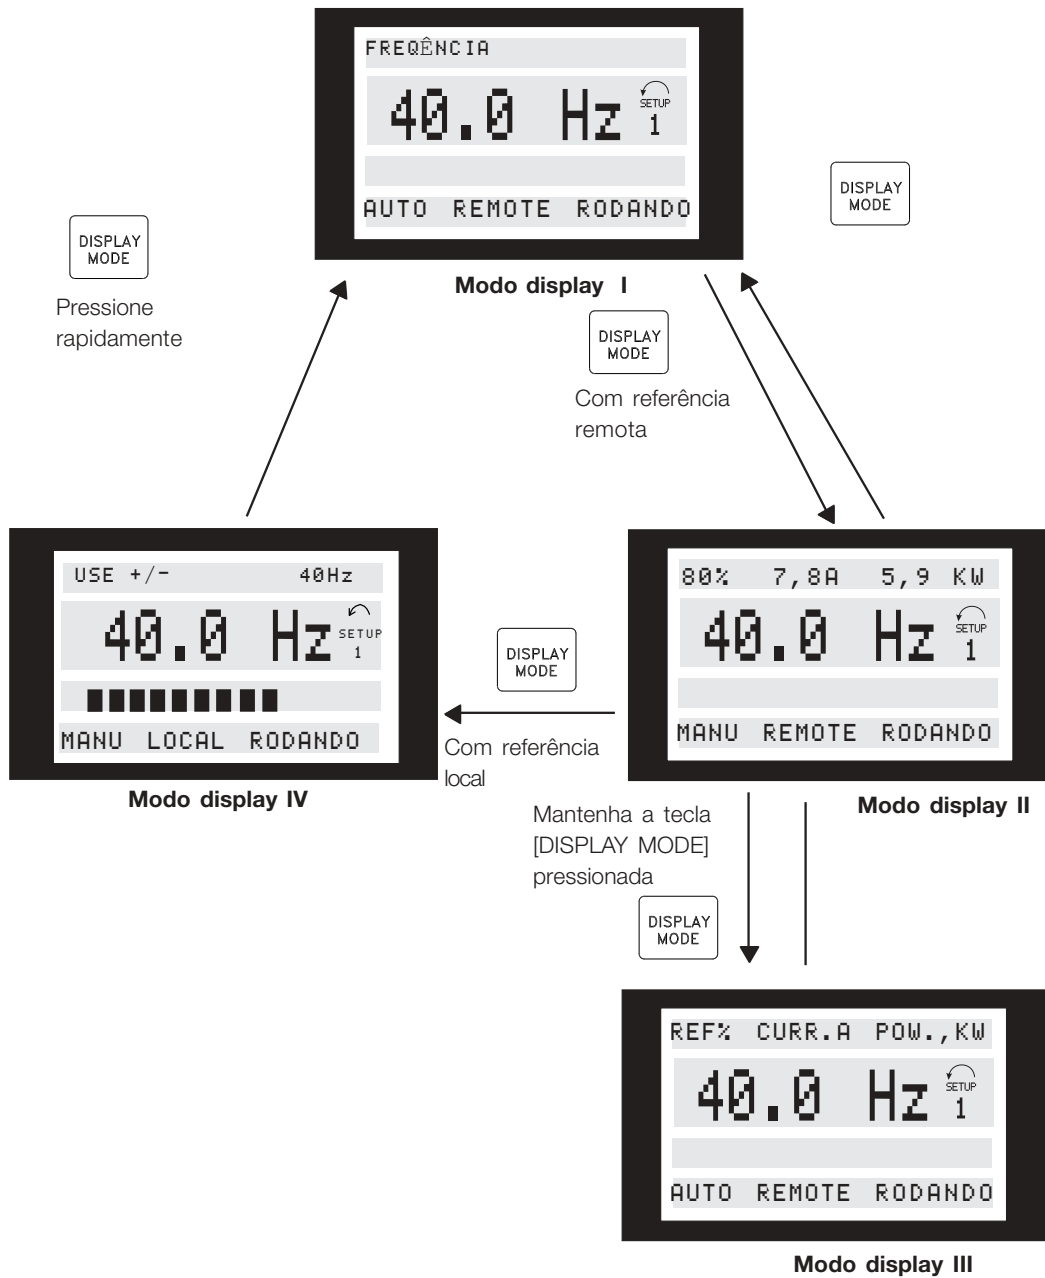 FREQÊNCIA
40.0 Hz
SETUP
1
AUTO REMOTE RODANDO
Modo display I
DISPLAY
MODE
DISPLAY
MODE
Pressione
rapidamente
DISPLAY
MODE
Com referência
remota
USE +/- 40Hz
40.0 Hz
SETUP
1
MANU LOCAL RODANDO
Modo display IV
DISPLAY
MODE
Com referência
local
80% 7,8A 5,9 KW
40.0 Hz
SETUP
1
MANU REMOTE RODANDO
Modo display II
Mantenha a tecla
[DISPLAY MODE]
pressionada
DISPLAY
MODE
REF% CURR.A POW.,KW
40.0 Hz
SETUP
1
AUTO REMOTE RODANDO
Modo display III